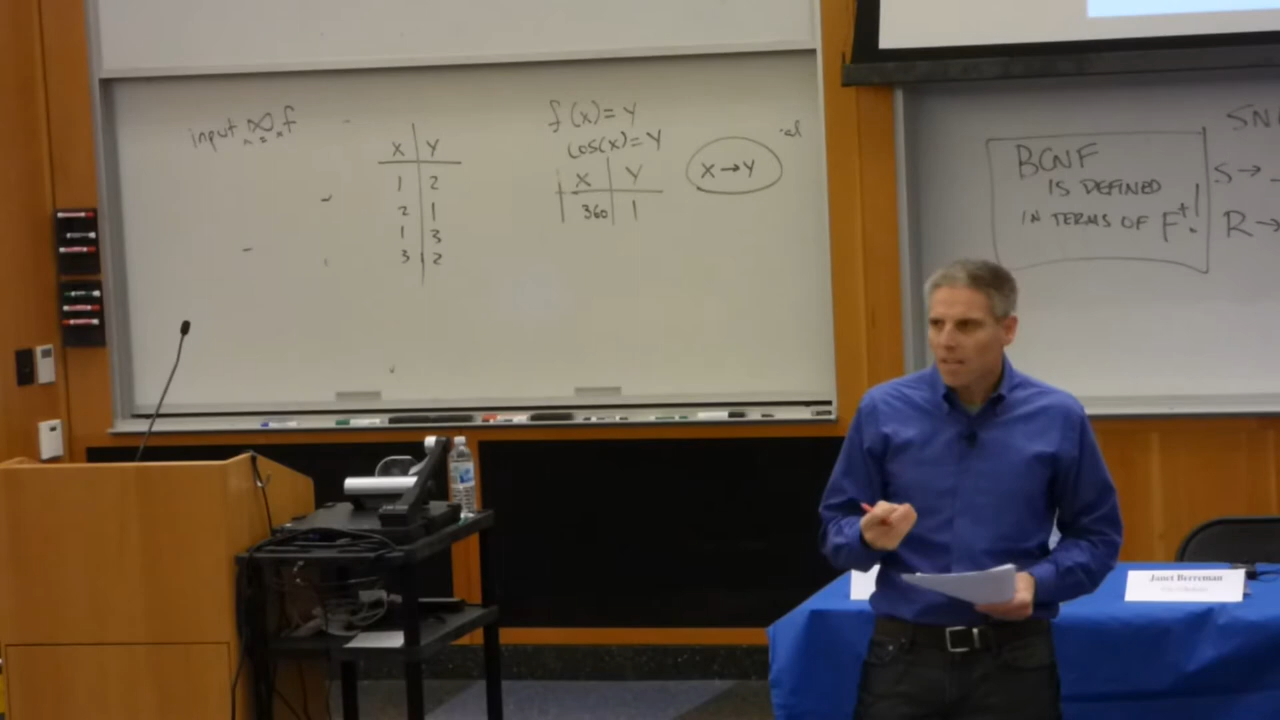 input f
X Y
1 2
2 1
1 3
3 2
f(x)=Y
cos(x)=Y
X Y
360 1
X→Y
BCNF
IS DEFINED
IN TERMS OF F+!
SN
S→
R→
Janet Berreman